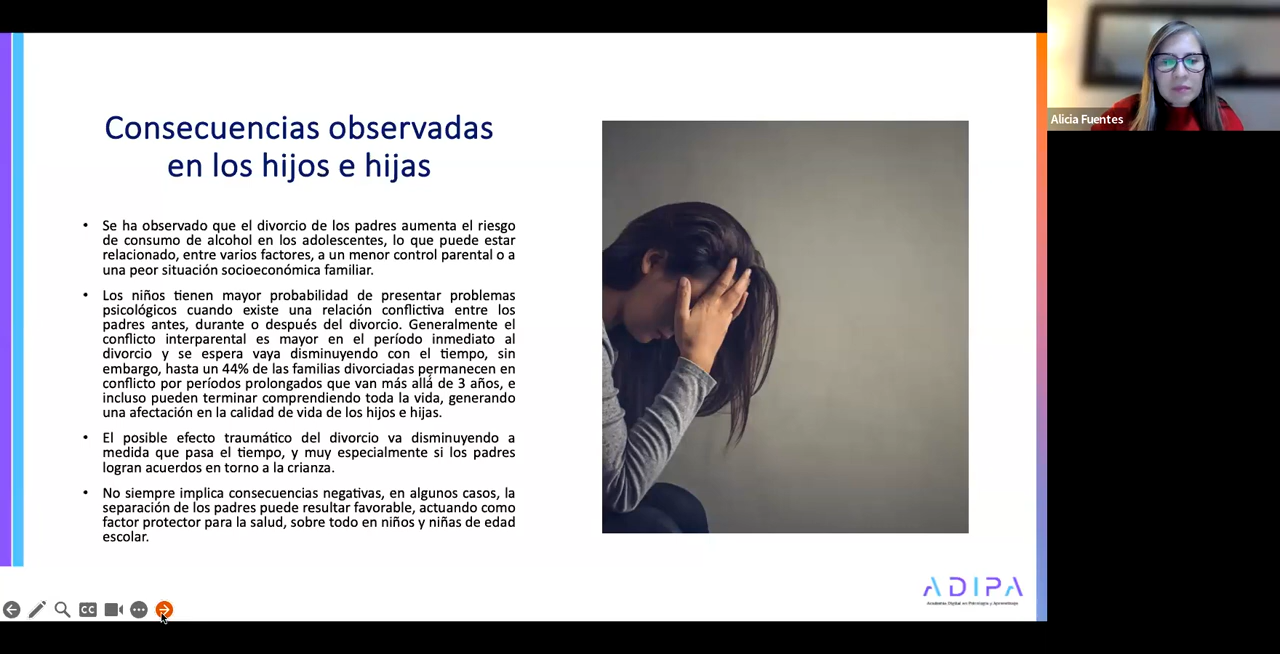 Consecuencias observadas
en los hijos e hijas
• Se ha observado que el divorcio de los padres aumenta el riesgo
de consumo de alcohol en los adolescentes, lo que puede estar
relacionado, entre varios factores, a un menor control parental o a
una peor situación socioeconómica familiar.
• Los niños tienen mayor probabilidad de presentar problemas
psicológicos cuando existe una relación conflictiva entre los
padres antes, durante o después del divorcio. Generalmente el
conflicto interparental es mayor en el período inmediato al
divorcio y se espera vaya disminuyendo con el tiempo, sin
embargo, hasta un 44% de las familias divorciadas permanecen en
conflicto por períodos prolongados que van más allá de 3 años, e
incluso pueden terminar comprendiendo toda la vida, generando
una afectación en la calidad de vida de los hijos e hijas.
• El posible efecto traumático del divorcio va disminuyendo a
medida que pasa el tiempo, y muy especialmente si los padres
logran acuerdos en torno a la crianza.
• No siempre implica consecuencias negativas, en algunos casos, la
separación de los padres puede resultar favorable, actuando como
factor protector para la salud, sobre todo en niños y niñas de edad
escolar.
ADIPA
Academia Digital en Psicología y Aprendizaje
CC
Alicia Fuentes